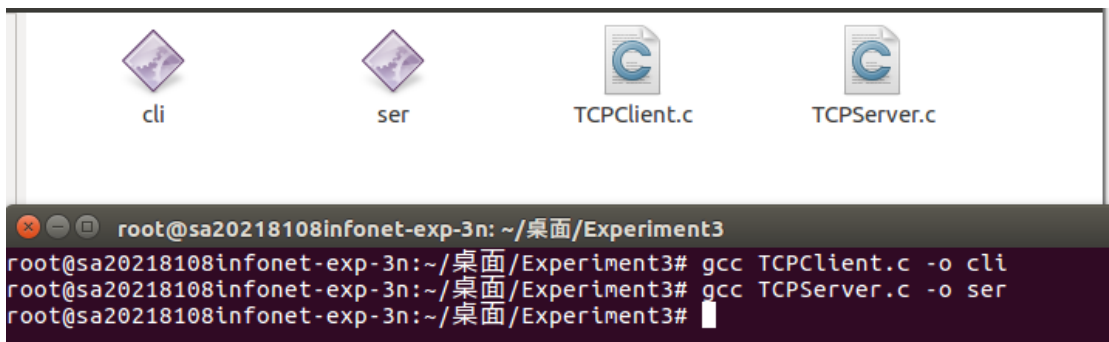 cli
ser
TCPClient.c
TCPServer.c
root@sa20218108infonet-exp-3n: ~/桌面/Experiment3
root@sa20218108infonet-exp-3n:~/桌面/Experiment3# gcc TCPClient.c -o cli
root@sa20218108infonet-exp-3n:~/桌面/Experiment3# gcc TCPServer.c -o ser
root@sa20218108infonet-exp-3n:~/桌面/Experiment3#